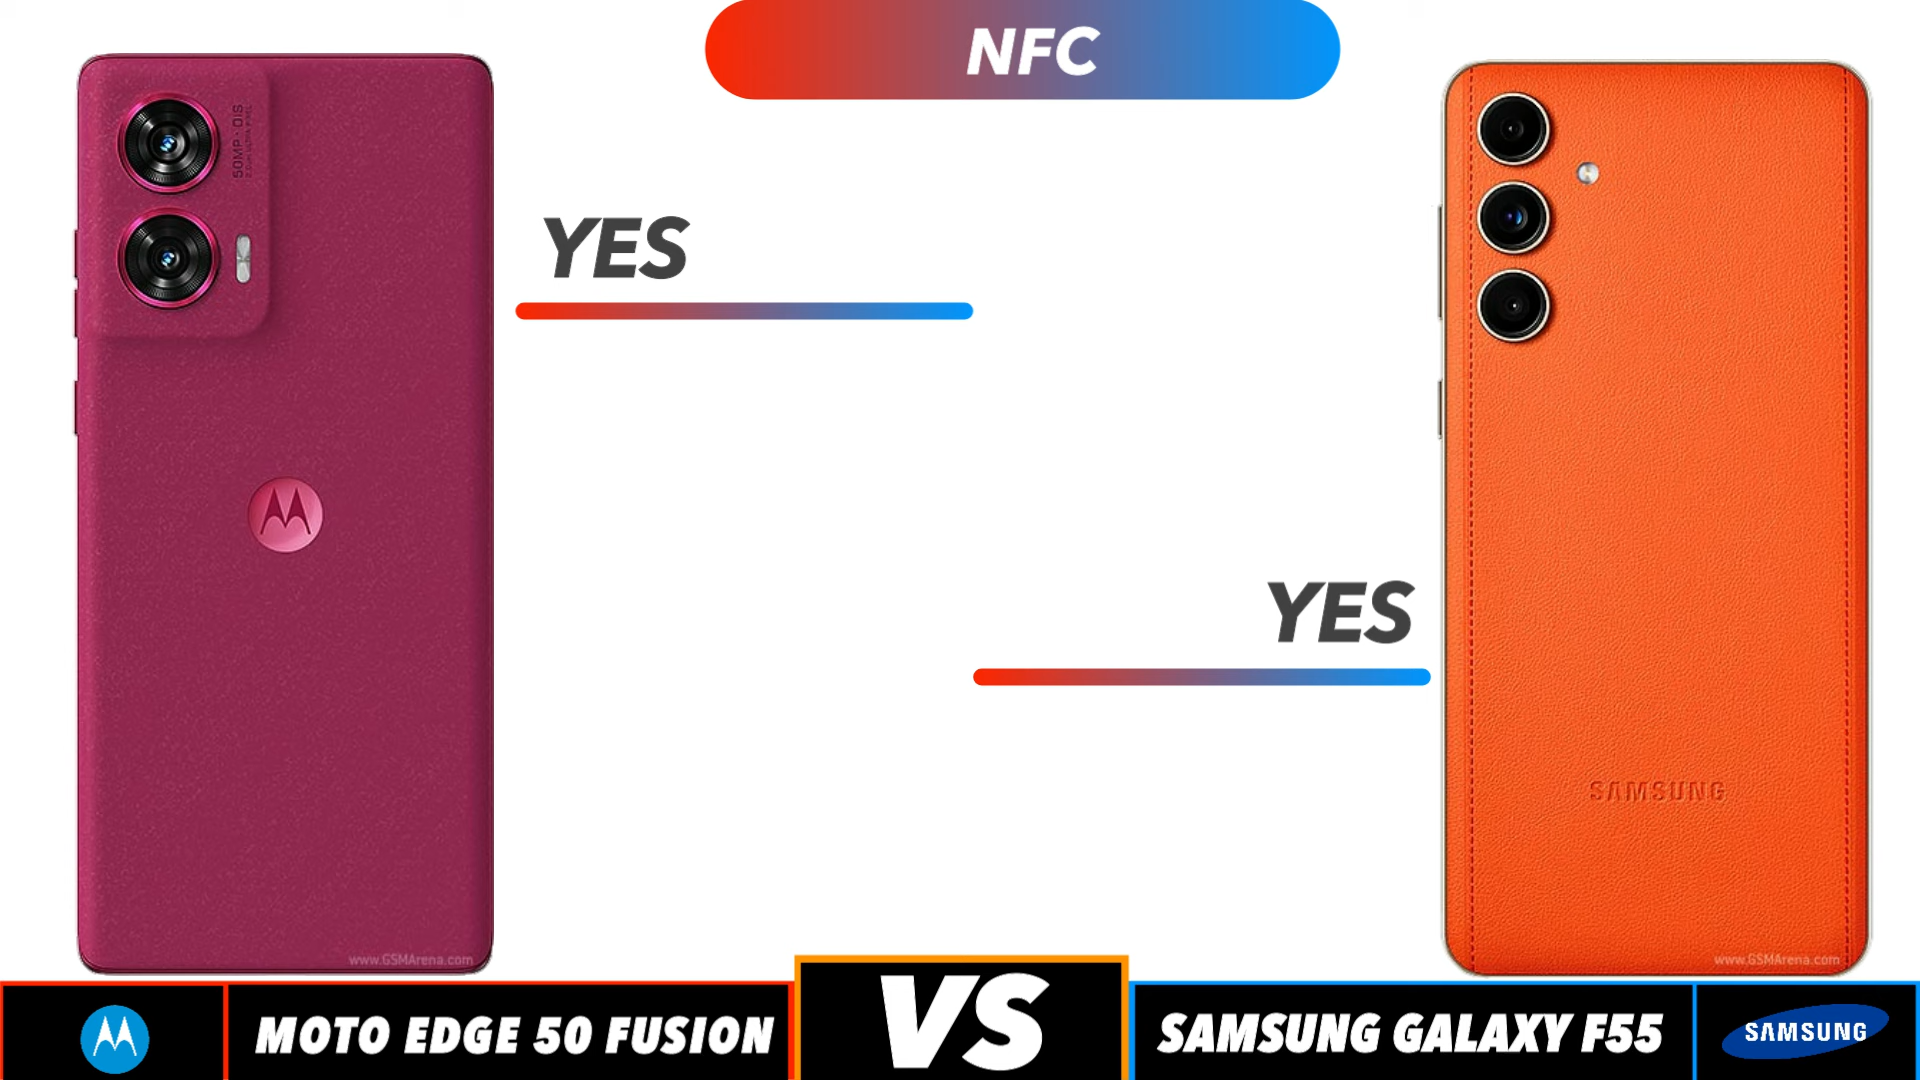 NFC
50MP · OIS
YES
YES
SAMSUNG
www.GSMArena.com
www.GSMArena.com
MOTO EDGE 50 FUSION
VS
SAMSUNG GALAXY F55
SAMSUNG